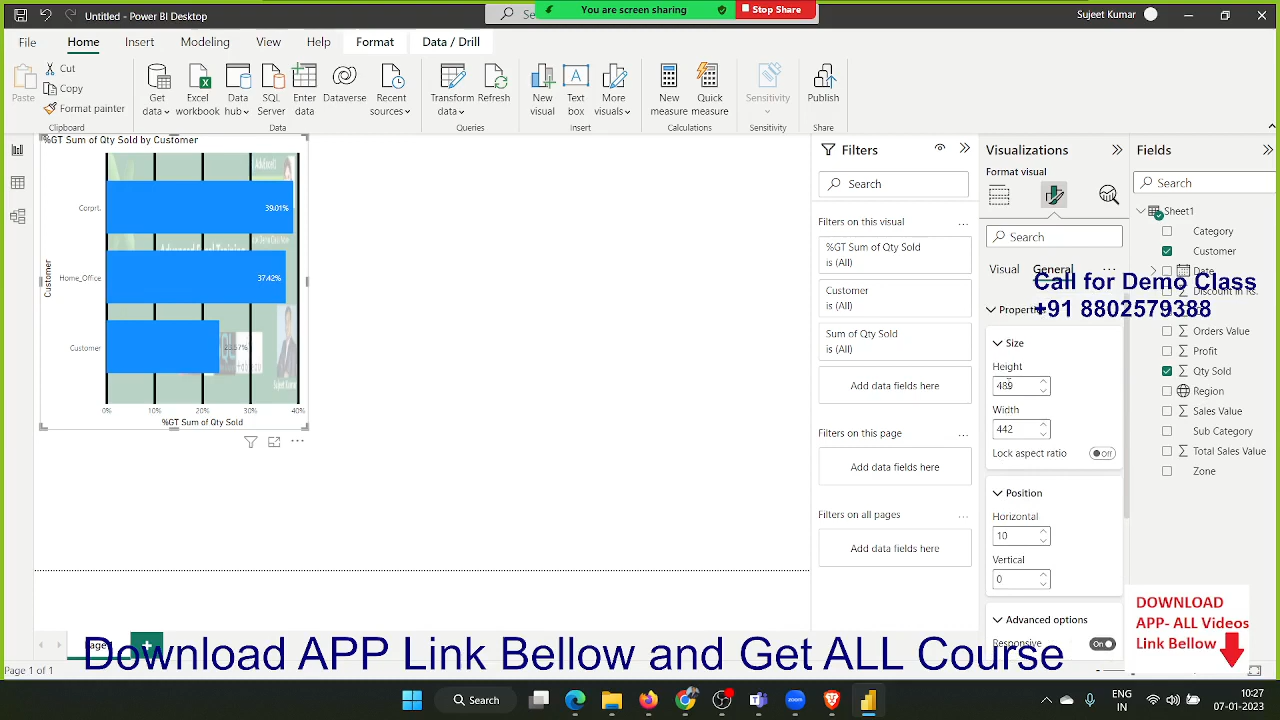 Untitled - Power BI Desktop
You are screen sharing
Stop Share
Sujeet Kumar
File
Home
Insert
Modeling
View
Help
Format
Data / Drill
Paste
Cut
Copy
Format painter
Clipboard
Get data
Excel workbook
Data hub
SQL Server
Enter data
Dataverse
Recent sources
Data
Transform data
Refresh
Queries
New visual
Text box
More visuals
Insert
New measure
Quick measure
Calculations
Sensitivity
Sensitivity
Publish
Share
%GT Sum of Qty Sold by Customer
Customer
Corprt.
39.01%
Home_Office
37.42%
Customer
0%
10%
20%
30%
40%
%GT Sum of Qty Sold
Filters
Search
Filters on this visual
%GT Sum of Qty Sold
is (All)
Customer
is (All)
Sum of Qty Sold
is (All)
Add data fields here
Filters on this page
Add data fields here
Filters on all pages
Add data fields here
Visualizations
Format visual
Search
Visual
General
Size
Height
489
Width
442
Lock aspect ratio
Off
Position
Horizontal
10
Vertical
0
Advanced options
Responsive
On
Fields
Search
Sheet1
Category
Customer
Date
Orders Value
Profit
Qty Sold
Region
Sales Value
Sub Category
Total Sales Value
Zone
Call for Demo Class
+91 8802579388
DOWNLOAD
APP- ALL Videos
Link Bellow
Download APP Link Bellow and Get ALL Course
Page 1 of 1
Search
ENG
IN
10:27
07-01-2023